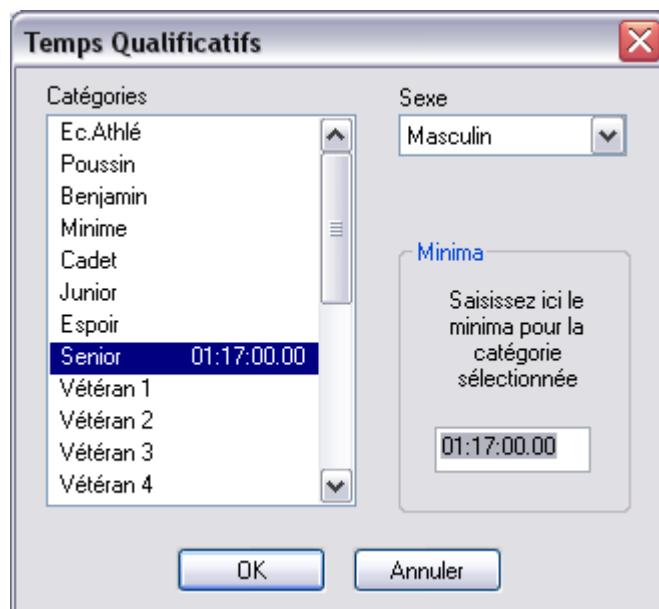 Temps Qualificatifs
Catégories
Ec.Athlé
Poussin
Benjamin
Minime
Cadet
Junior
Espoir
Senior 01:17:00.00
Vétéran 1
Vétéran 2
Vétéran 3
Vétéran 4
Sexe
Masculin
Minima
Saisissez ici le
minima pour la
catégorie
sélectionnée
01:17:00.00
OK Annuler